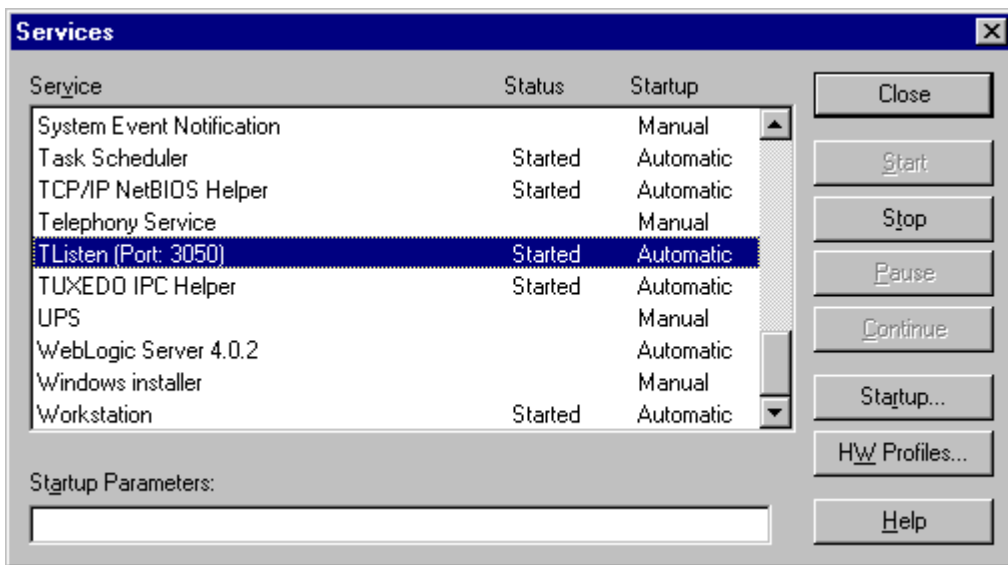 Services
Service Status Startup
System Event Notification Manual
Task Scheduler Started Automatic
TCP/IP NetBIOS Helper Started Automatic
Telephony Service Manual
TListen (Port: 3050) Started Automatic
TUXEDO IPC Helper Started Automatic
UPS Manual
WebLogic Server 4.0.2 Automatic
Windows installer Manual
Workstation Started Automatic
Startup Parameters:
Close
Start
Stop
Pause
Continue
Startup...
HW Profiles...
Help